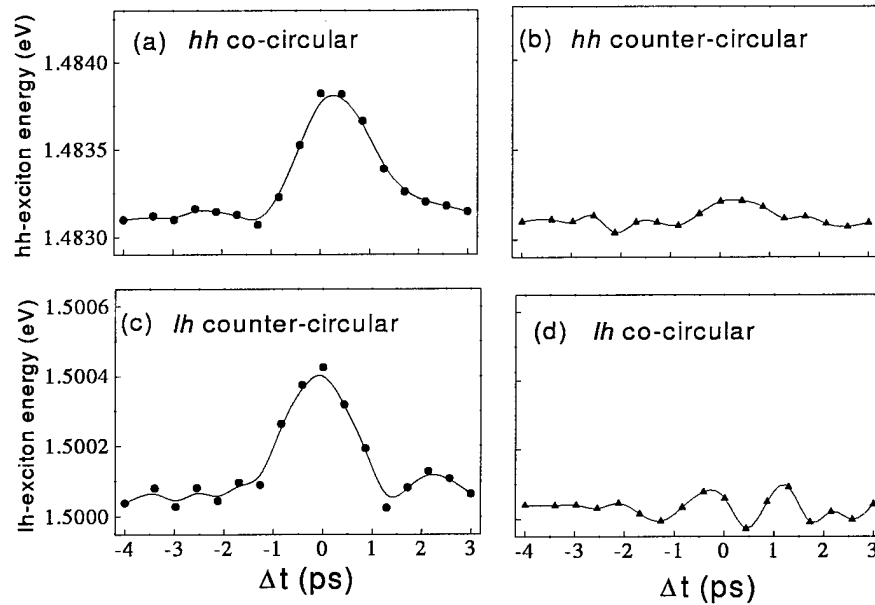 (a) hh co-circular
(b) hh counter-circular
hh-exciton energy (eV)
1.4840
1.4835
1.4830
(c) lh counter-circular
(d) lh co-circular
lh-exciton energy (eV)
1.5006
1.5004
1.5002
1.5000
-4 -3 -2 -1 0 1 2 3
-4 -3 -2 -1 0 1 2 3
Δt (ps)
Δt (ps)